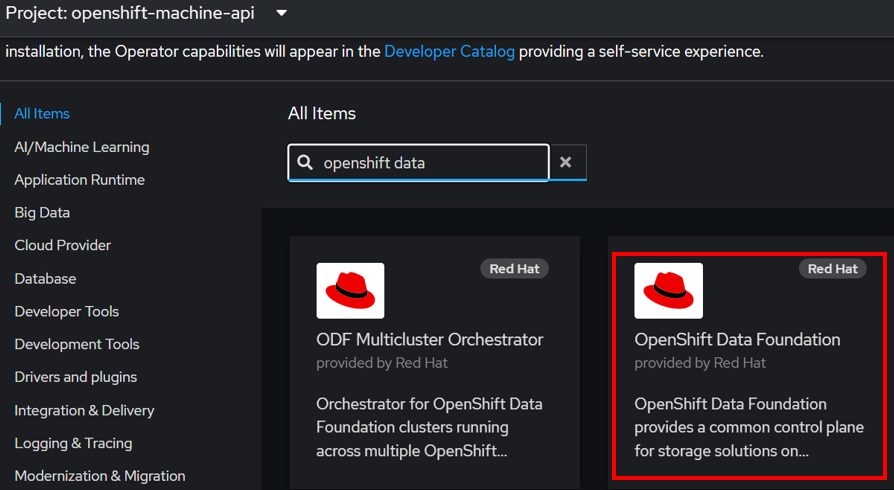 Project: openshift-machine-api
installation, the Operator capabilities will appear in the Developer Catalog providing a self-service experience.
All Items
AI/Machine Learning
Application Runtime
Big Data
Cloud Provider
Database
Developer Tools
Development Tools
Drivers and plugins
Integration & Delivery
Logging & Tracing
Modernization & Migration
All Items
openshift data
Red Hat
ODF Multicluster Orchestrator
provided by Red Hat
Orchestrator for OpenShift Data
Foundation clusters running
across multiple OpenShift...
Red Hat
OpenShift Data Foundation
provided by Red Hat
OpenShift Data Foundation
provides a common control plane
for storage solutions on...